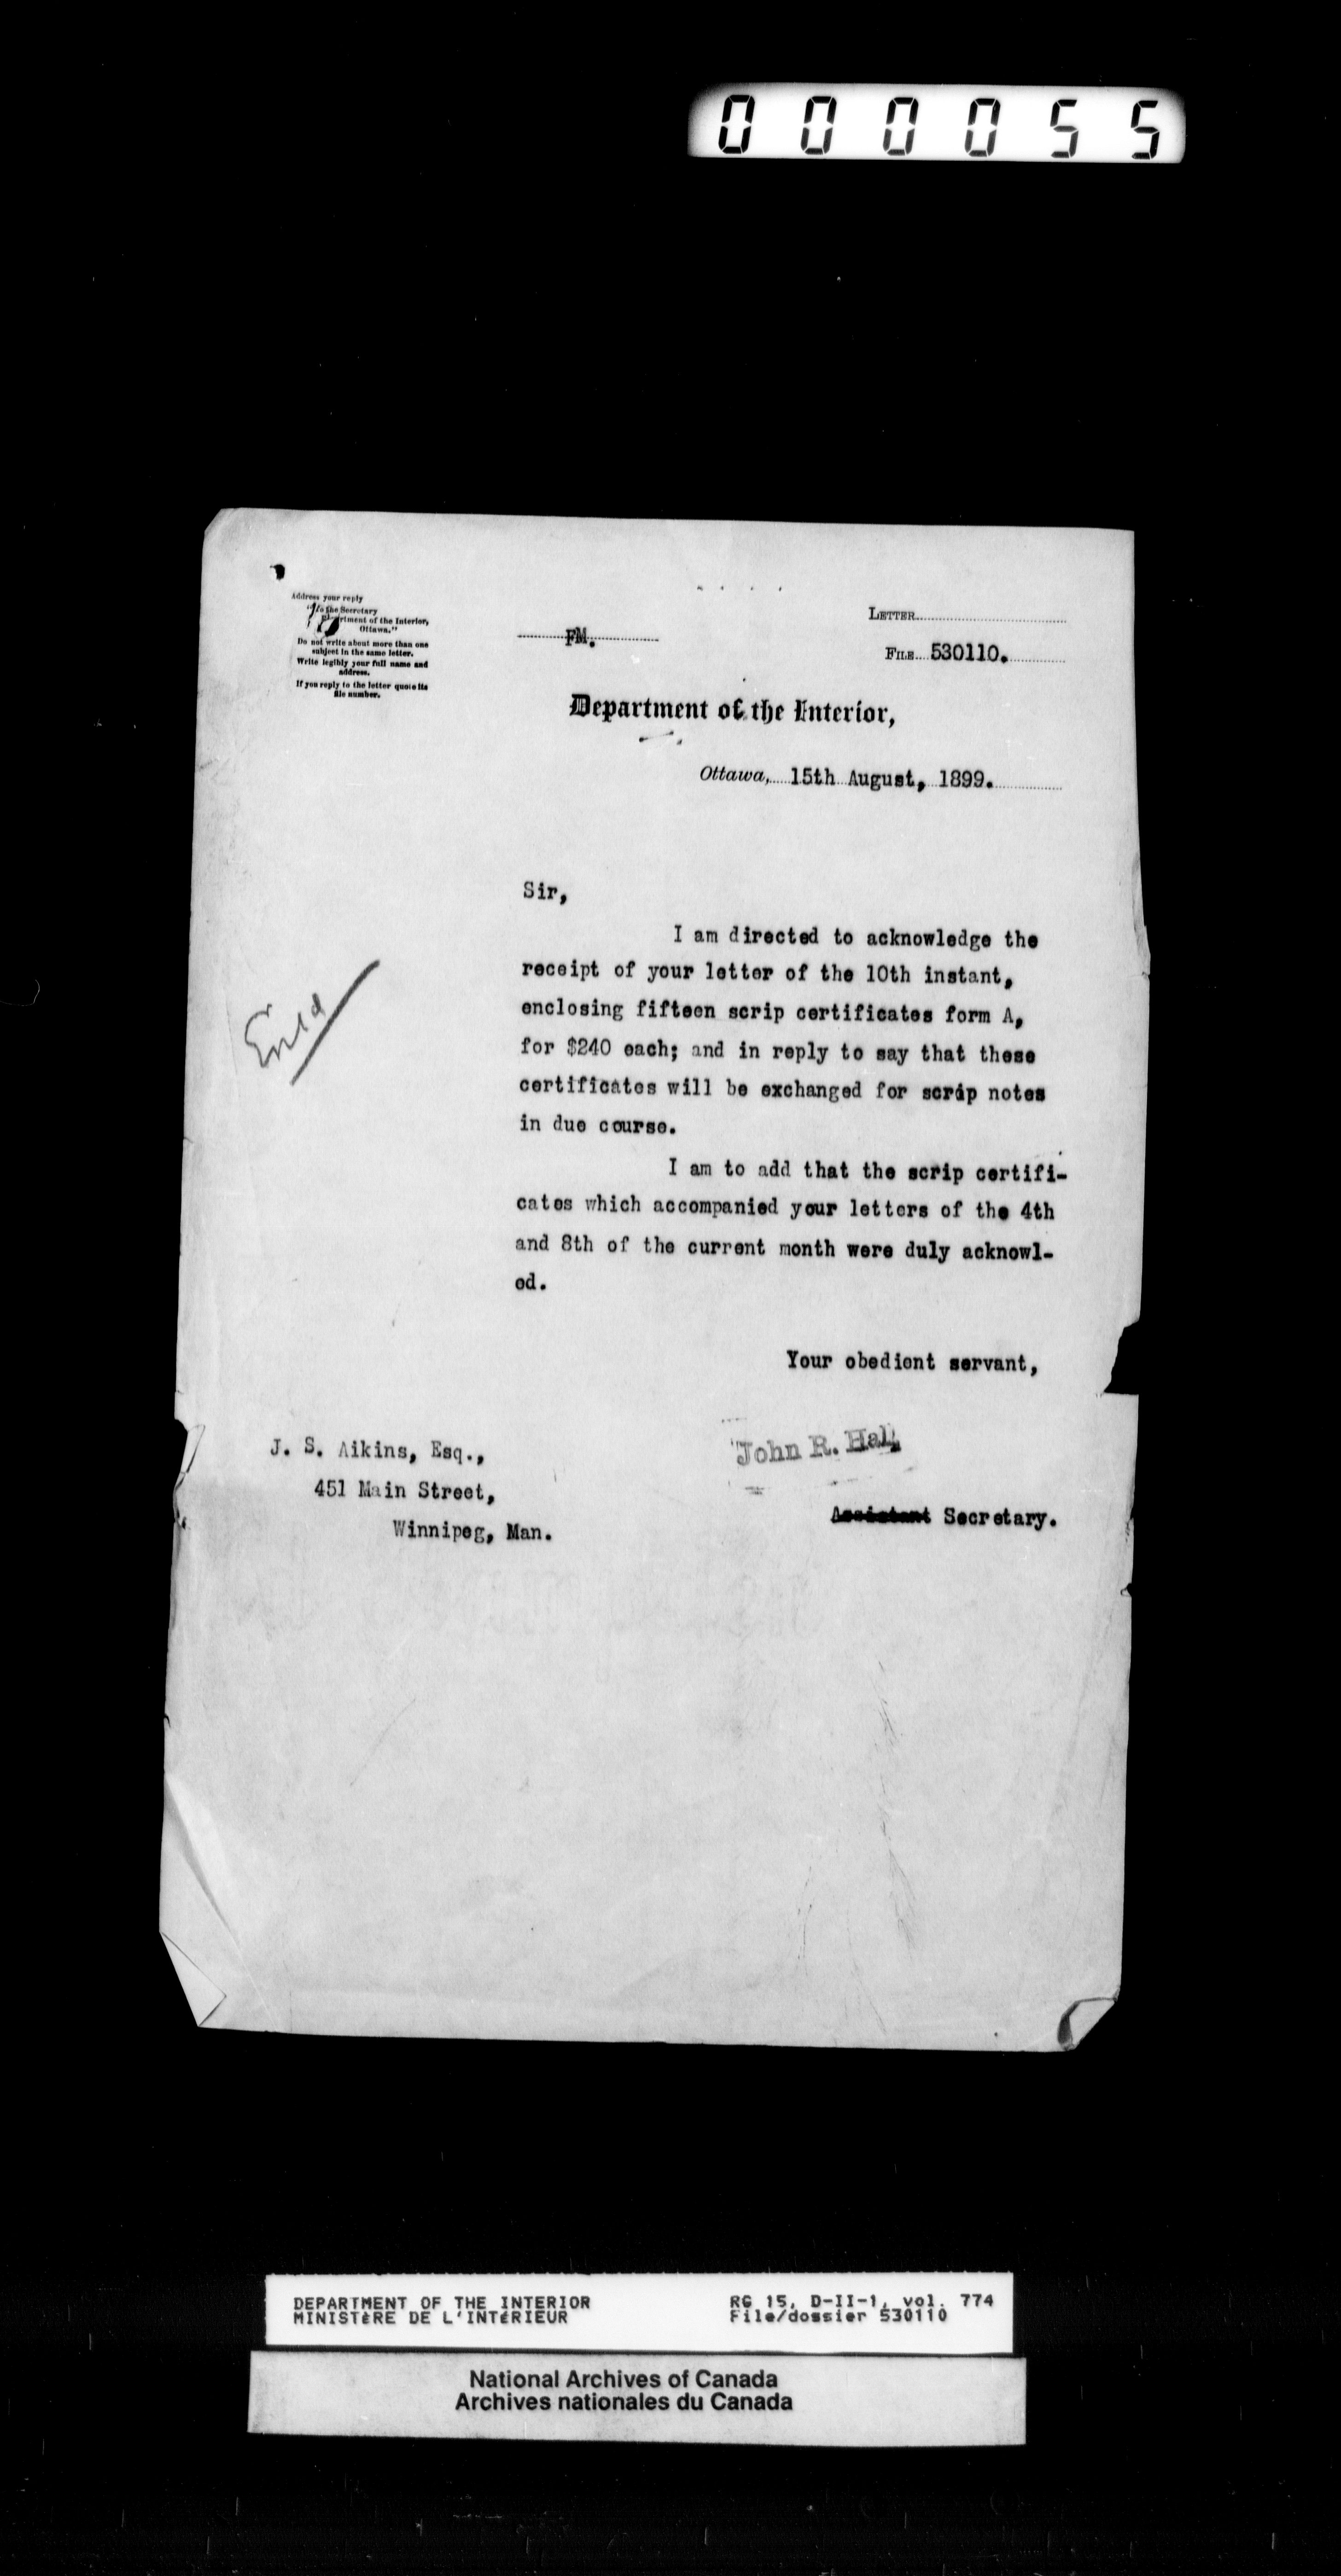 000055
Address your reply
to the Secretary
of the Interior,
Ottawa."
Do not write about more than one
subject in the same letter.
Write legibly your full name and
address.
If you reply to the letter quote its
file number.
FM.
LETTER
FILE 530110.
Department of the Interior,
Ottawa, 15th August, 1899.
Sir,
I am directed to acknowledge the
receipt of your letter of the 10th instant,
enclosing fifteen scrip certificates form A,
for $240 each; and in reply to say that these
certificates will be exchanged for scrip notes
in due course.
I am to add that the scrip certifi-
cates which accompanied your letters of the 4th
and 8th of the current month were duly acknowl-
ed.
Your obedient servant,
John R. Hall
J. S. Aikins, Esq.,
451 Main Street,
Winnipeg, Man.
Assistant Secretary.
DEPARTMENT OF THE INTERIOR
MINISTÈRE DE L'INTÉRIEUR
RG 15, D-II-1, vol. 774
File/dossier 530110
National Archives of Canada
Archives nationales du Canada